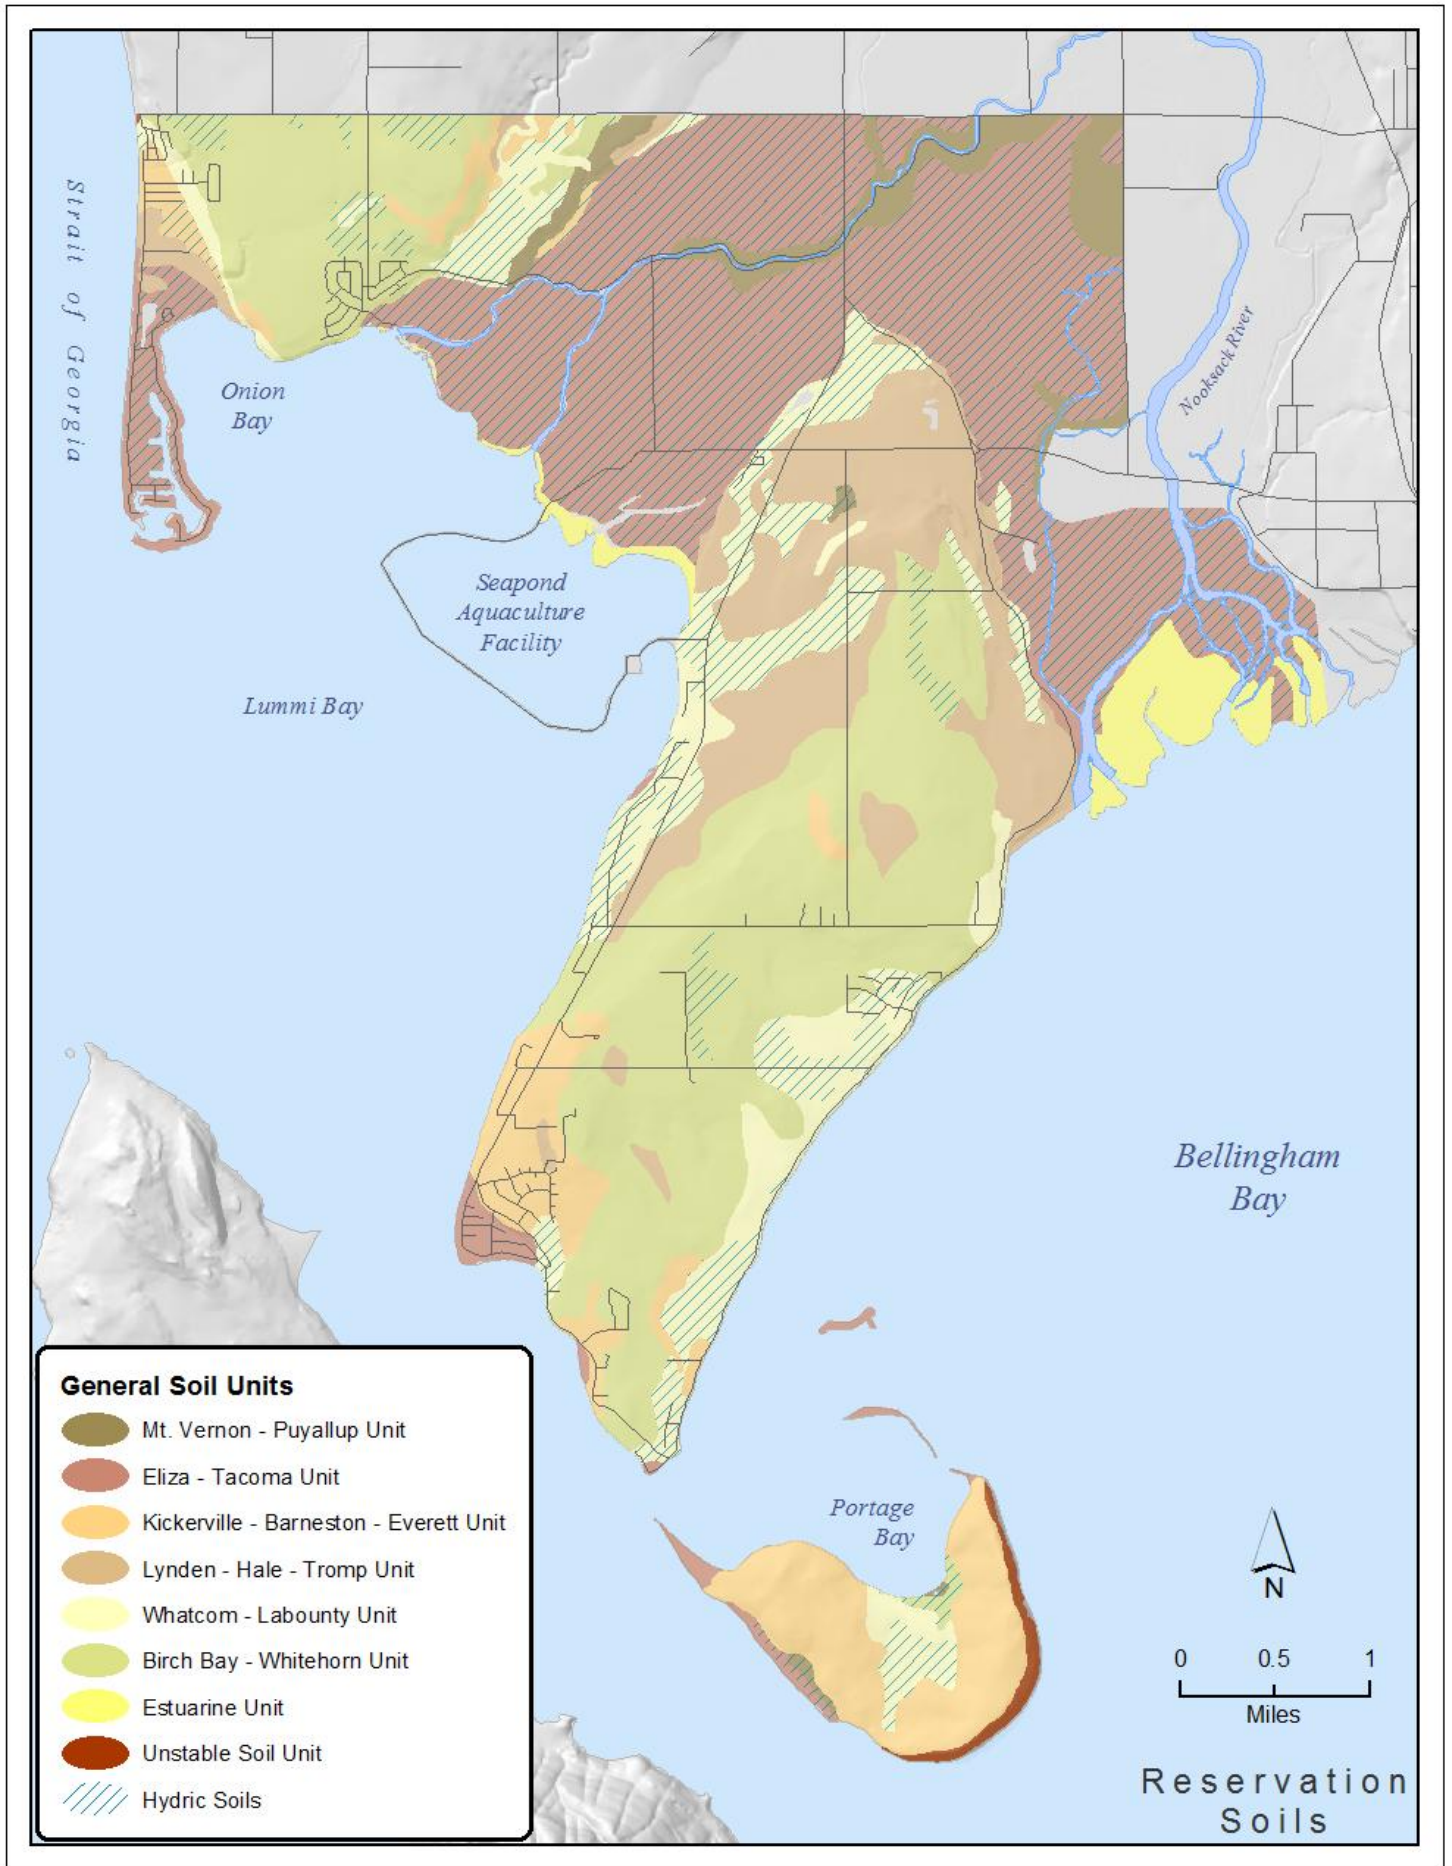 Strait of Georgia
Nooksack River
Onion
Bay
Seapond
Aquaculture
Facility
Lummi Bay
Bellingham
Bay
General Soil Units
Mt. Vernon - Puyallup Unit
Eliza - Tacoma Unit
Kickerville - Barneston - Everett Unit
Lynden - Hale - Tromp Unit
Whatcom - Labounty Unit
Birch Bay - Whitehorn Unit
Estuarine Unit
Unstable Soil Unit
Hydric Soils
Portage
Bay
N
0 0.5 1
Miles
Reservation
Soils